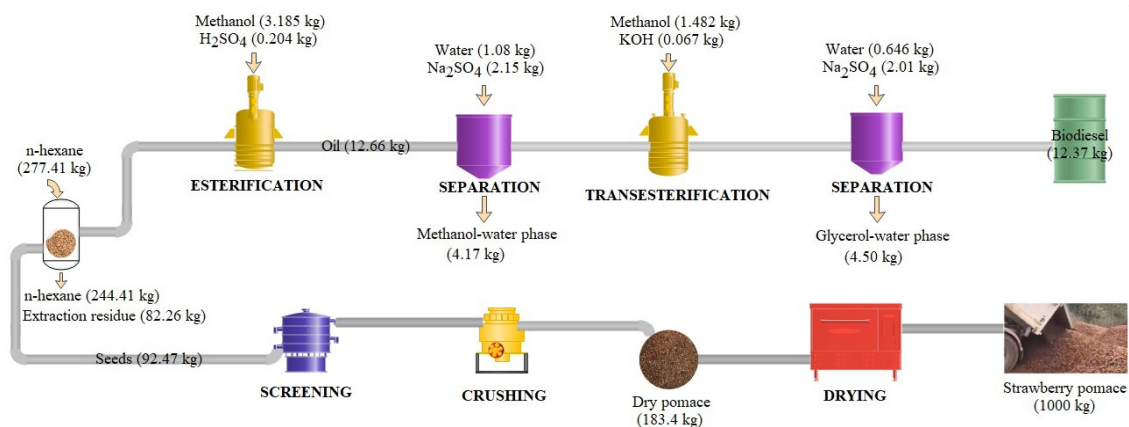 Methanol (3.185 kg)
H₂SO₄ (0.204 kg)
Water (1.08 kg)
Na₂SO₄ (2.15 kg)
Methanol (1.482 kg)
KOH (0.067 kg)
Water (0.646 kg)
Na₂SO₄ (2.01 kg)
n-hexane
(277.41 kg)
ESTERIFICATION
Oil (12.66 kg)
SEPARATION
TRANSESTERIFICATION
SEPARATION
Biodiesel
(12.37 kg)
Methanol-water phase
(4.17 kg)
Glycerol-water phase
(4.50 kg)
n-hexane (244.41 kg)
Extraction residue (82.26 kg)
Seeds (92.47 kg)
SCREENING
CRUSHING
Dry pomace
(183.4 kg)
DRYING
Strawberry pomace
(1000 kg)